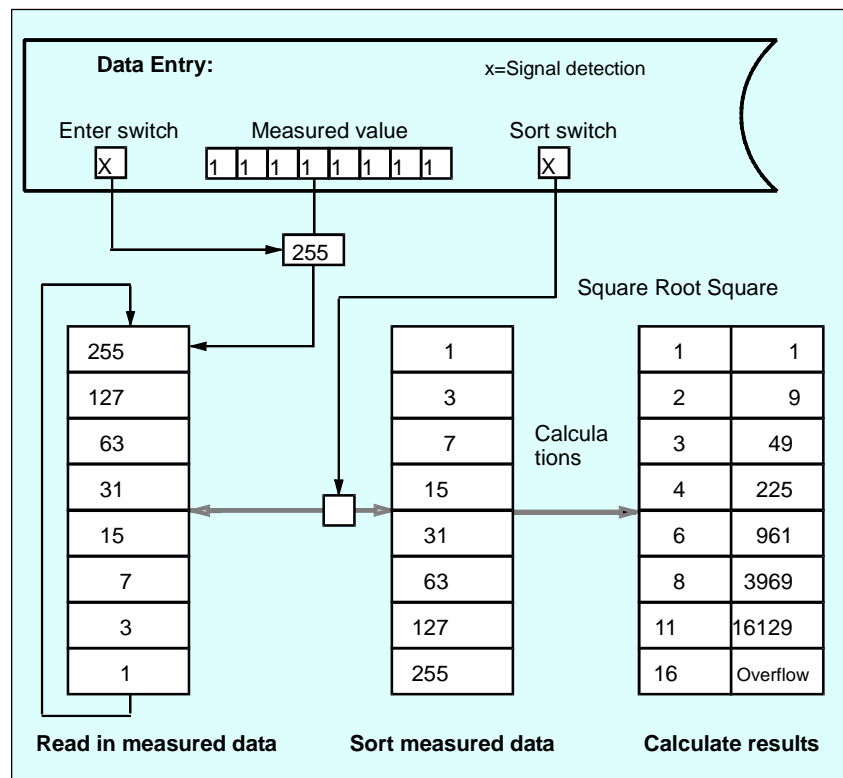 Data Entry:
x=Signal detection
Enter switch
Measured value
Sort switch
X
1 1 1 1 1 1 1 1
X
255
Square Root Square
255
127
63
31
15
7
3
1
1
3
7
15
31
63
127
255
Calcula
tions
1 1
2 9
3 49
4 225
6 961
8 3969
11 16129
16 Overflow
Read in measured data
Sort measured data
Calculate results